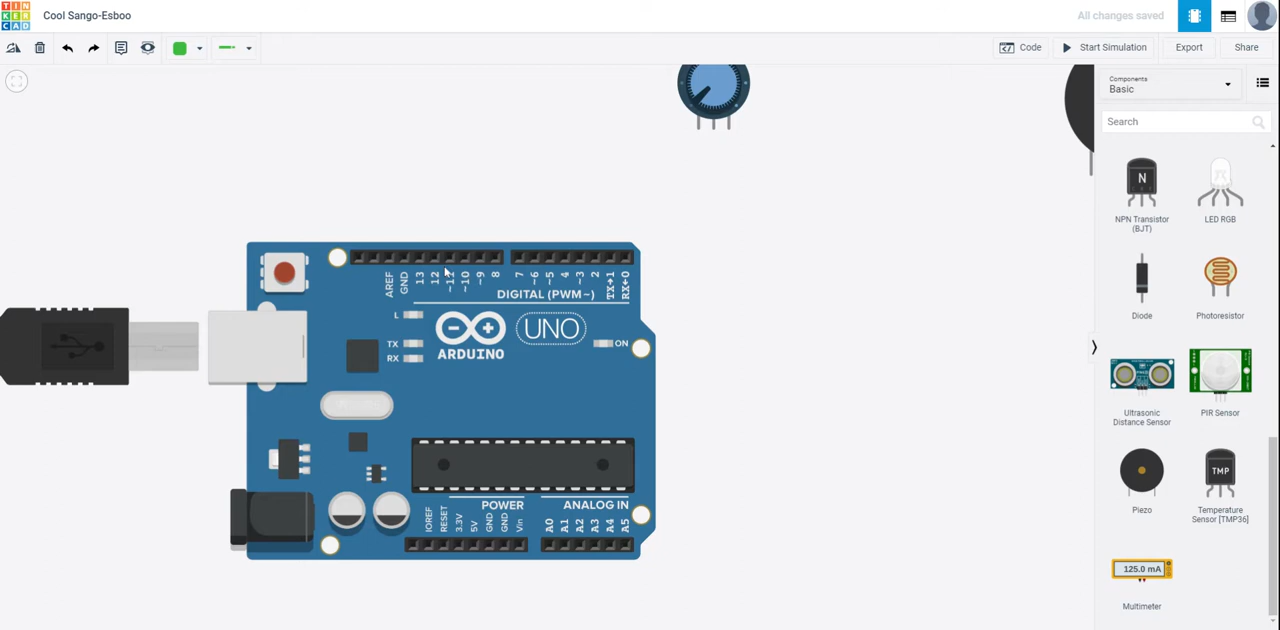 TIN
KER
CAD
Cool Sango-Esboo
All changes saved
Code
Start Simulation
Export
Share
Components
Basic
Search
N
NPN Transistor
(BJT)
LED RGB
Diode
Photoresistor
Ultrasonic
Distance Sensor
PIR Sensor
TMP
Piezo
Temperature
Sensor [TMP36]
125.0 mA
Multimeter
AREF
GND
13
12
~11
~10
~9
8
7
~6
~5
4
~3
2
TX→1
RX←0
DIGITAL (PWM~)
L
TX
RX
UNO
ARDUINO
ON
POWER
ANALOG IN
IOREF
RESET
3.3V
5V
GND
GND
Vin
A0
A1
A2
A3
A4
A5